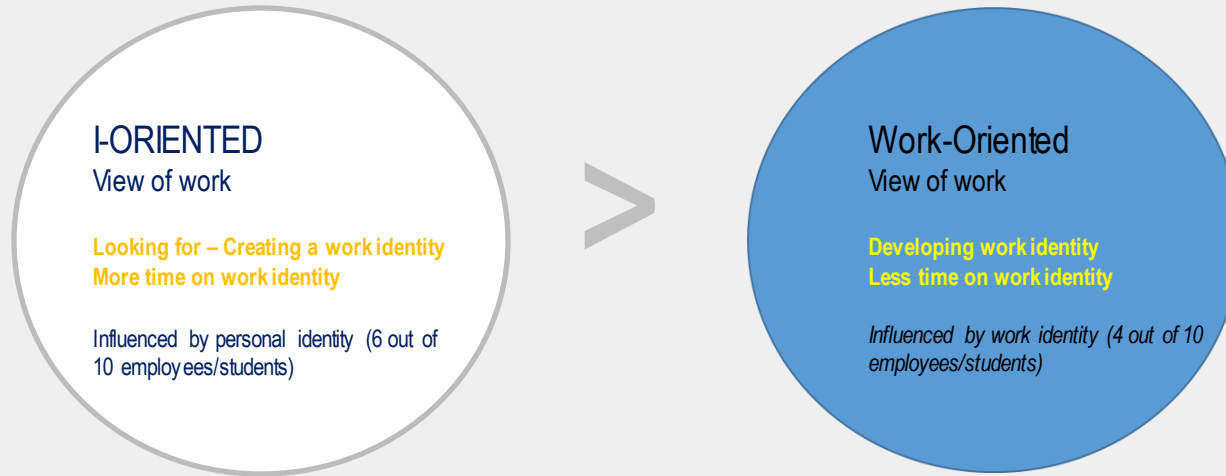 I-ORIENTED
View of work
Looking for – Creating a work identity
More time on work identity
Influenced by personal identity (6 out of
10 employees/students)
>
Work-Oriented
View of work
Developing work identity
Less time on work identity
Influenced by work identity (4 out of 10
employees/students)